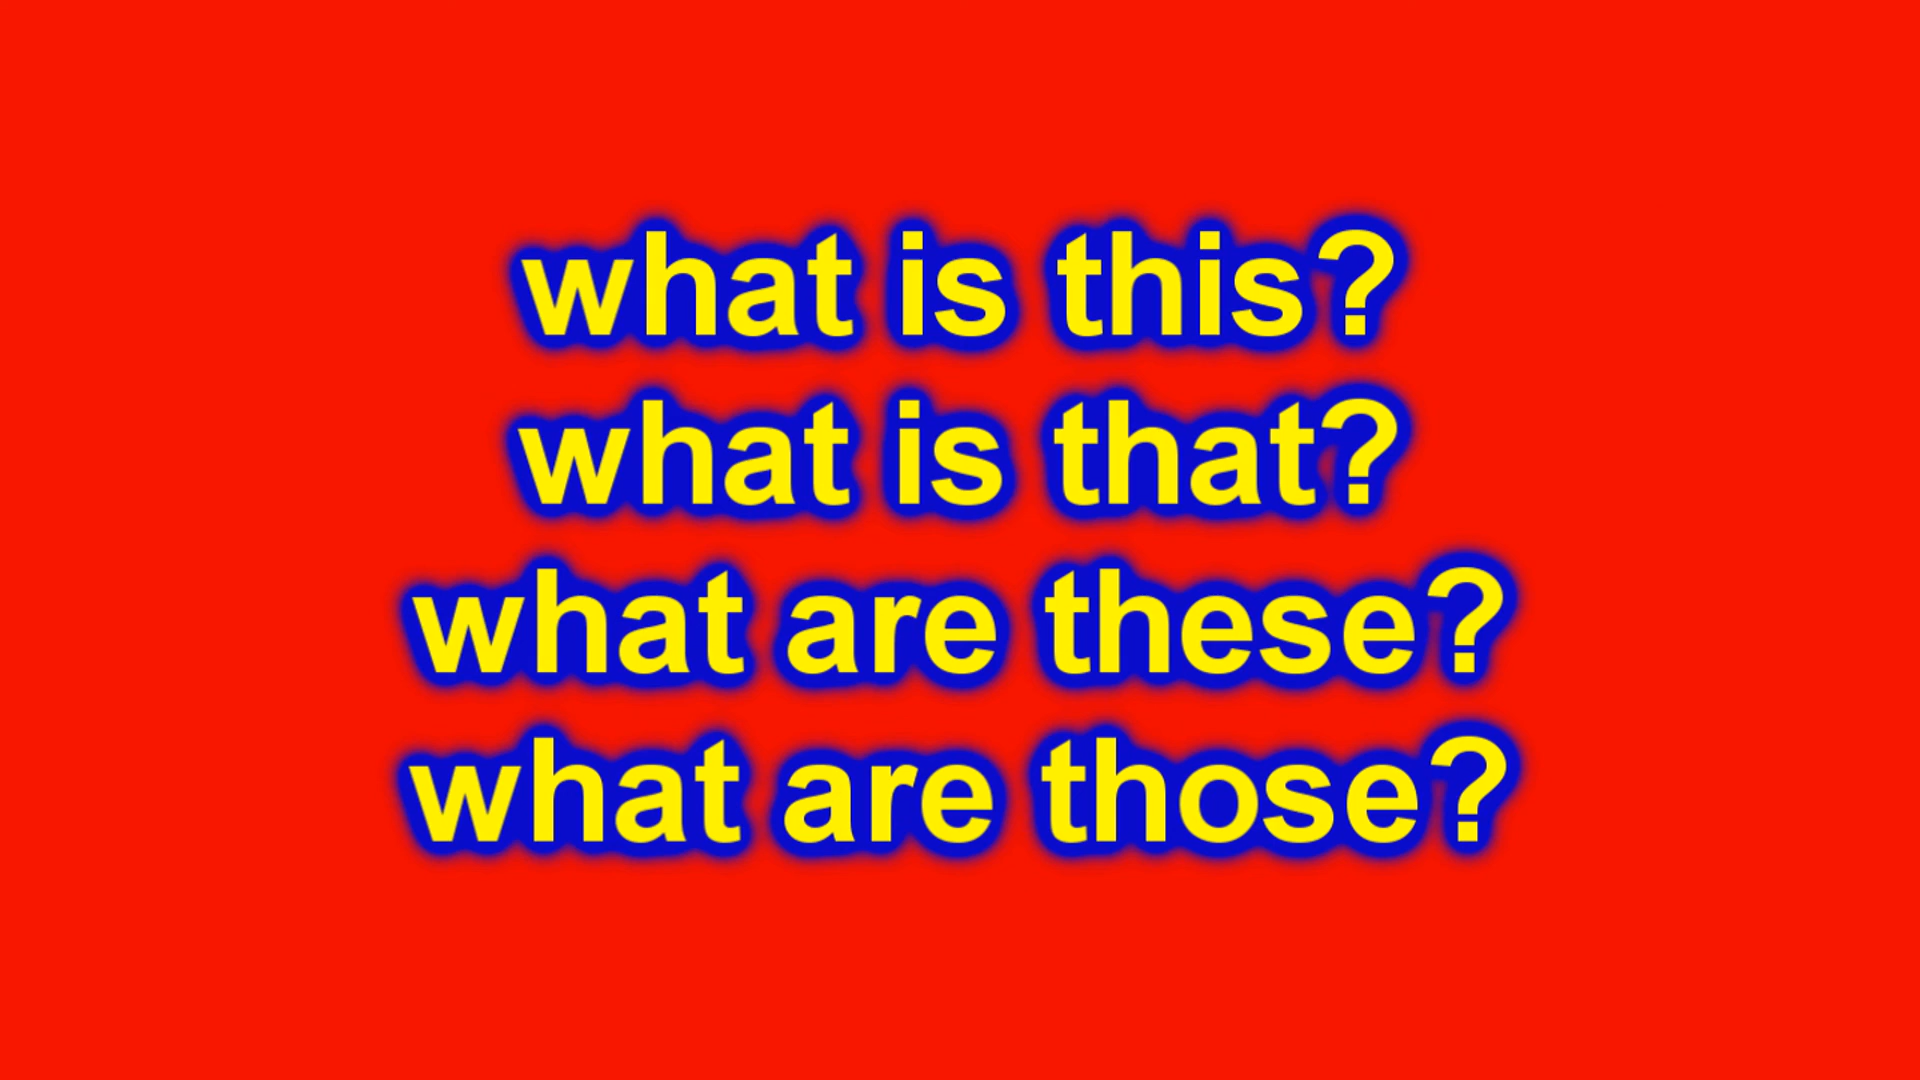 what is this?
what is that?
what are these?
what are those?